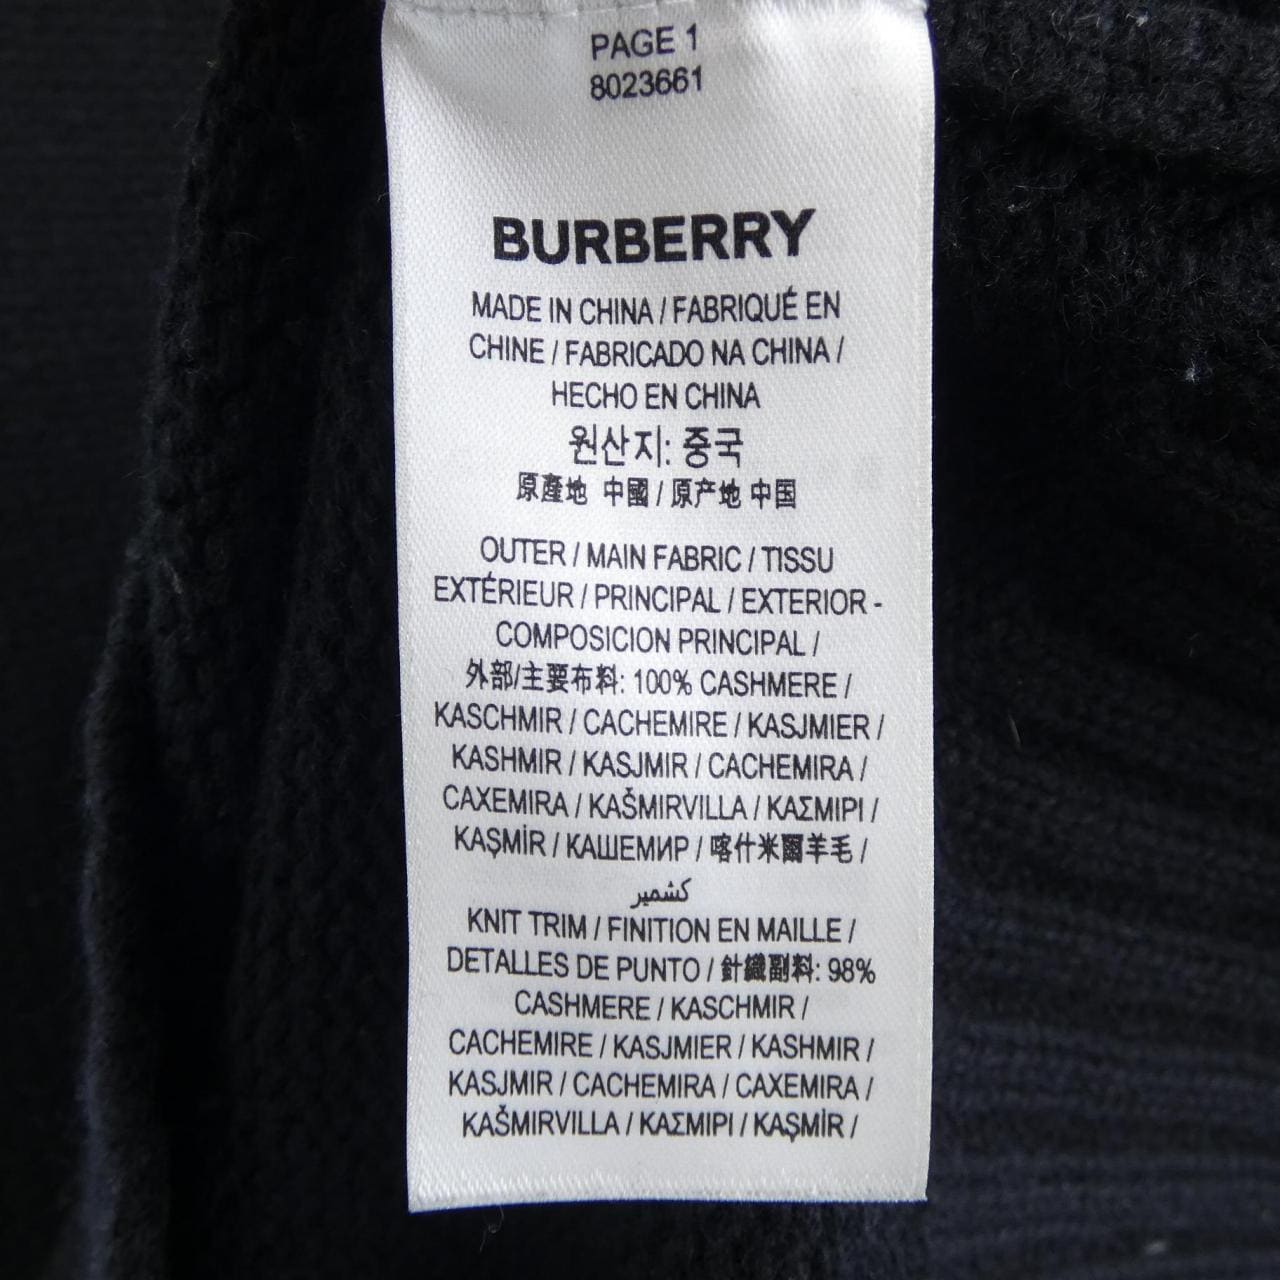 PAGE 1
8023661
BURBERRY
MADE IN CHINA / FABRIQUÉ EN
CHINE / FABRICADO NA CHINA /
HECHO EN CHINA
원산지: 중국
原產地 中國 / 原产地 中国
OUTER / MAIN FABRIC / TISSU
EXTÉRIEUR / PRINCIPAL / EXTERIOR -
COMPOSICION PRINCIPAL /
外部/主要布料: 100% CASHMERE /
KASCHMIR / CACHEMIRE / KASJMIER /
KASHMIR / KASJMIR / CACHEMIRA /
CAXEMIRA / KAŠMIRVILLA / ΚΑΣΜΙΡΙ /
KAŞMİR / КАШЕМИР / 喀什米爾羊毛 /
كشمير
KNIT TRIM / FINITION EN MAILLE /
DETALLES DE PUNTO / 針織副料: 98%
CASHMERE / KASCHMIR /
CACHEMIRE / KASJMIER / KASHMIR /
KASJMIR / CACHEMIRA / CAXEMIRA /
KAŠMIRVILLA / ΚΑΣΜΙΡΙ / KAŞMİR /